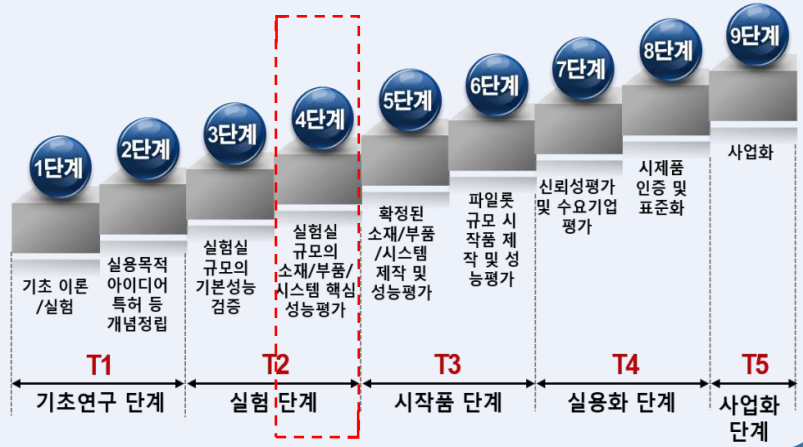 1단계
2단계
3단계
4단계
5단계
6단계
7단계
8단계
9단계
기초 이론
/실험
실용목적
아이디어
특허 등
개념정립
실험실
규모의
기본성능
검증
실험실
규모의
소재/부품/
시스템 핵심
성능평가
확정된
소재/부품
/시스템
제작 및
성능평가
파일롯
규모 시
작품 제
작 및 성
능평가
신뢰성평가
및 수요기업
평가
시제품
인증 및
표준화
사업화
T1
T2
T3
T4
T5
기초연구 단계
실험 단계
시작품 단계
실용화 단계
사업화
단계